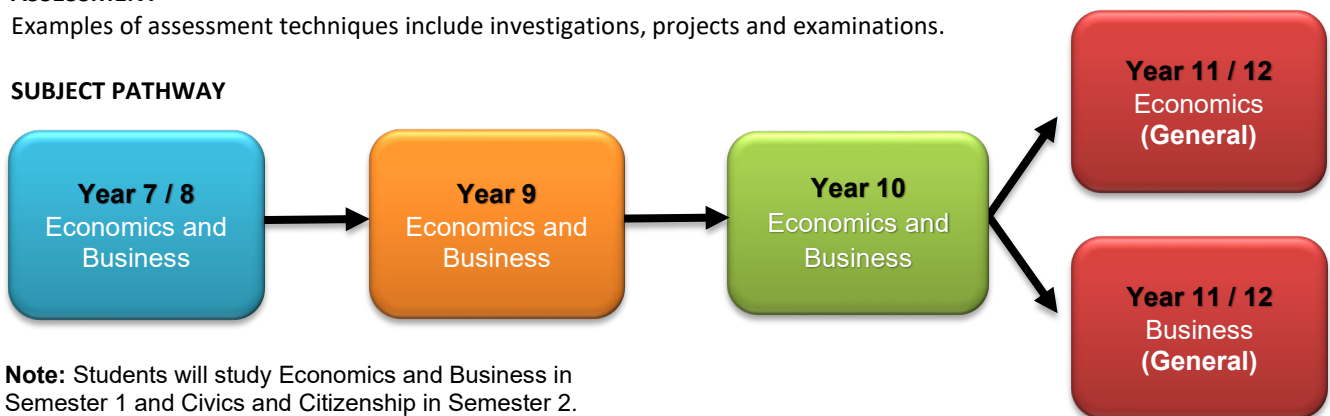 Examples of assessment techniques include investigations, projects and examinations.
SUBJECT PATHWAY
Year 7 / 8
Economics and
Business
Year 9
Economics and
Business
Year 10
Economics and
Business
Year 11 / 12
Economics
(General)
Year 11 / 12
Business
(General)
Note: Students will study Economics and Business in
Semester 1 and Civics and Citizenship in Semester 2.